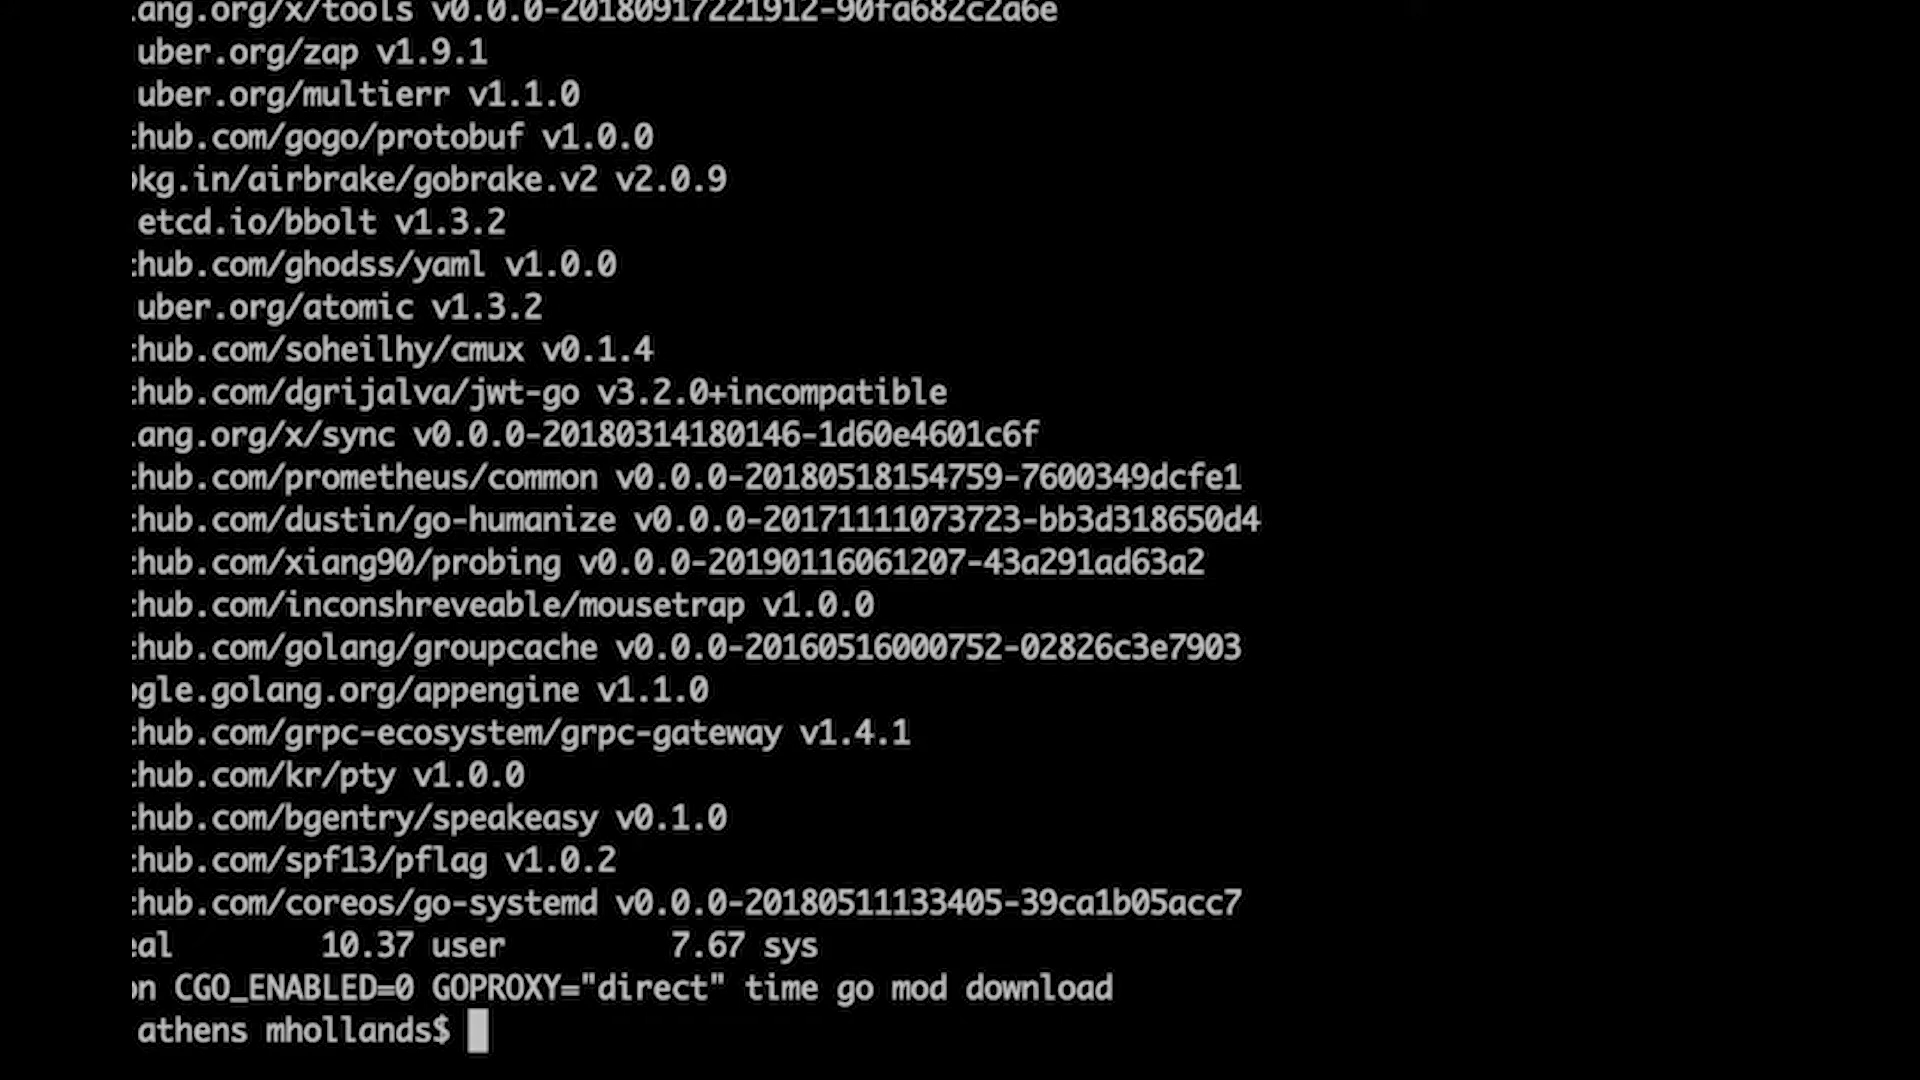 .ang.org/x/tools v0.0.0-20180917221912-90fa682c2a6e
uber.org/zap v1.9.1
uber.org/multierr v1.1.0
hub.com/gogo/protobuf v1.0.0
kg.in/airbrake/gobrake.v2 v2.0.9
etcd.io/bbolt v1.3.2
hub.com/ghodss/yaml v1.0.0
uber.org/atomic v1.3.2
hub.com/soheilhy/cmux v0.1.4
hub.com/dgrijalva/jwt-go v3.2.0+incompatible
.ang.org/x/sync v0.0.0-20180314180146-1d60e4601c6f
hub.com/prometheus/common v0.0.0-20180518154759-7600349dcfe1
hub.com/dustin/go-humanize v0.0.0-20171111073723-bb3d318650d4
hub.com/xiang90/probing v0.0.0-20190116061207-43a291ad63a2
hub.com/inconshreveable/mousetrap v1.0.0
hub.com/golang/groupcache v0.0.0-20160516000752-02826c3e7903
ogle.golang.org/appengine v1.1.0
hub.com/grpc-ecosystem/grpc-gateway v1.4.1
hub.com/kr/pty v1.0.0
hub.com/bgentry/speakeasy v0.1.0
hub.com/spf13/pflag v1.0.2
hub.com/coreos/go-systemd v0.0.0-20180511133405-39ca1b05acc7
eal 10.37 user 7.67 sys
on CGO_ENABLED=0 GOPROXY="direct" time go mod download
athens mhollands$